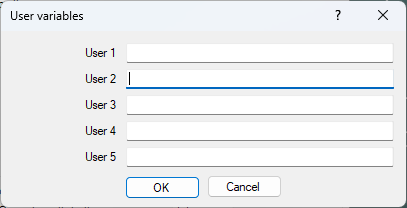 User variables
User 1
User 2
User 3
User 4
User 5
OK
Cancel